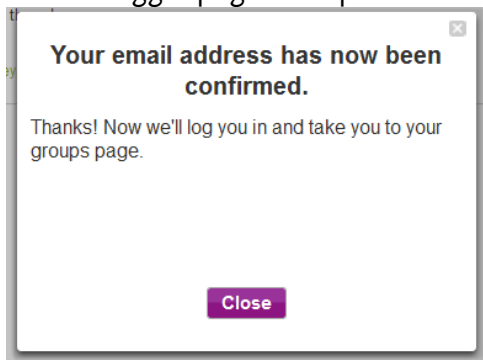 Your email address has now been
confirmed.
Thanks! Now we'll log you in and take you to your
groups page.
Close